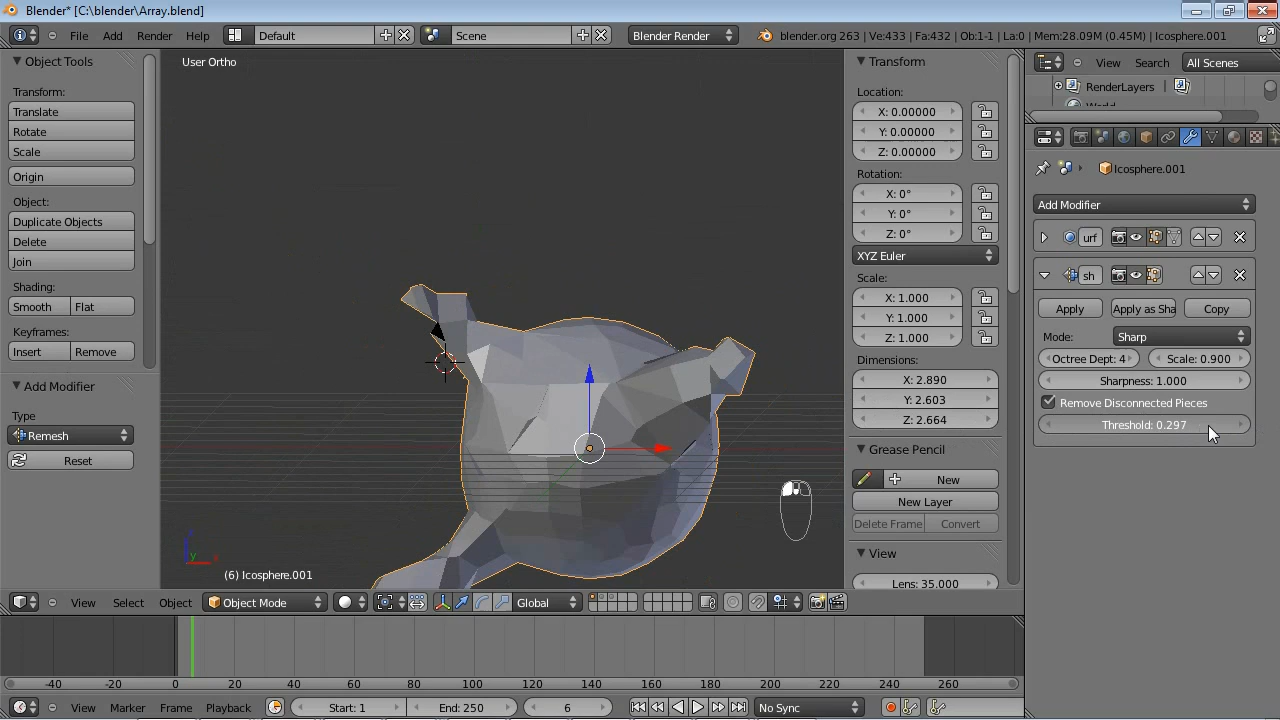 Blender* [C:\blender\Array.blend]
File Add Render Help Default Scene Blender Render blender.org 263 | Ve:433 | Fa:432 | Ob:1-1 | La:0 | Mem:28.09M (0.45M) | Icosphere.001
Object Tools
Transform:
Translate
Rotate
Scale
Origin
Object:
Duplicate Objects
Delete
Join
Shading:
Smooth Flat
Keyframes:
Insert Remove
Add Modifier
Type
Remesh
Reset
User Ortho
(6) Icosphere.001
Transform
Location:
X: 0.00000
Y: 0.00000
Z: 0.00000
Rotation:
X: 0°
Y: 0°
Z: 0°
XYZ Euler
Scale:
X: 1.000
Y: 1.000
Z: 1.000
Dimensions:
X: 2.890
Y: 2.603
Z: 2.664
Grease Pencil
New
New Layer
Delete Frame Convert
View
Lens: 35.000
View Search All Scenes
RenderLayers
World
Icosphere.001
Add Modifier
urf
sh
Apply Apply as Sha Copy
Mode: Sharp
Octree Dept: 4 Scale: 0.900
Sharpness: 1.000
Remove Disconnected Pieces
Threshold: 0.297
View Select Object Object Mode Global
-40 -20 0 20 40 60 80 100 120 140 160 180 200 220 240 260
View Marker Frame Playback Start: 1 End: 250 6 No Sync